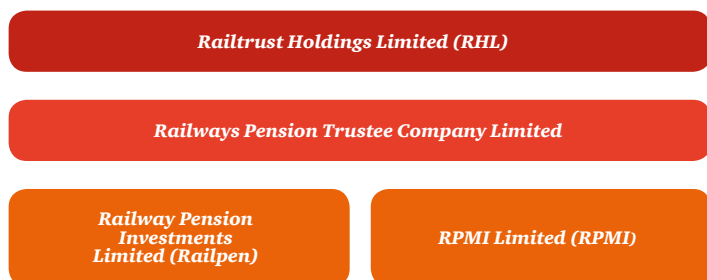 Railtrust Holdings Limited (RHL)
Railways Pension Trustee Company Limited
Railway Pension
Investments
Limited (Railpen)
RPMI Limited (RPMI)